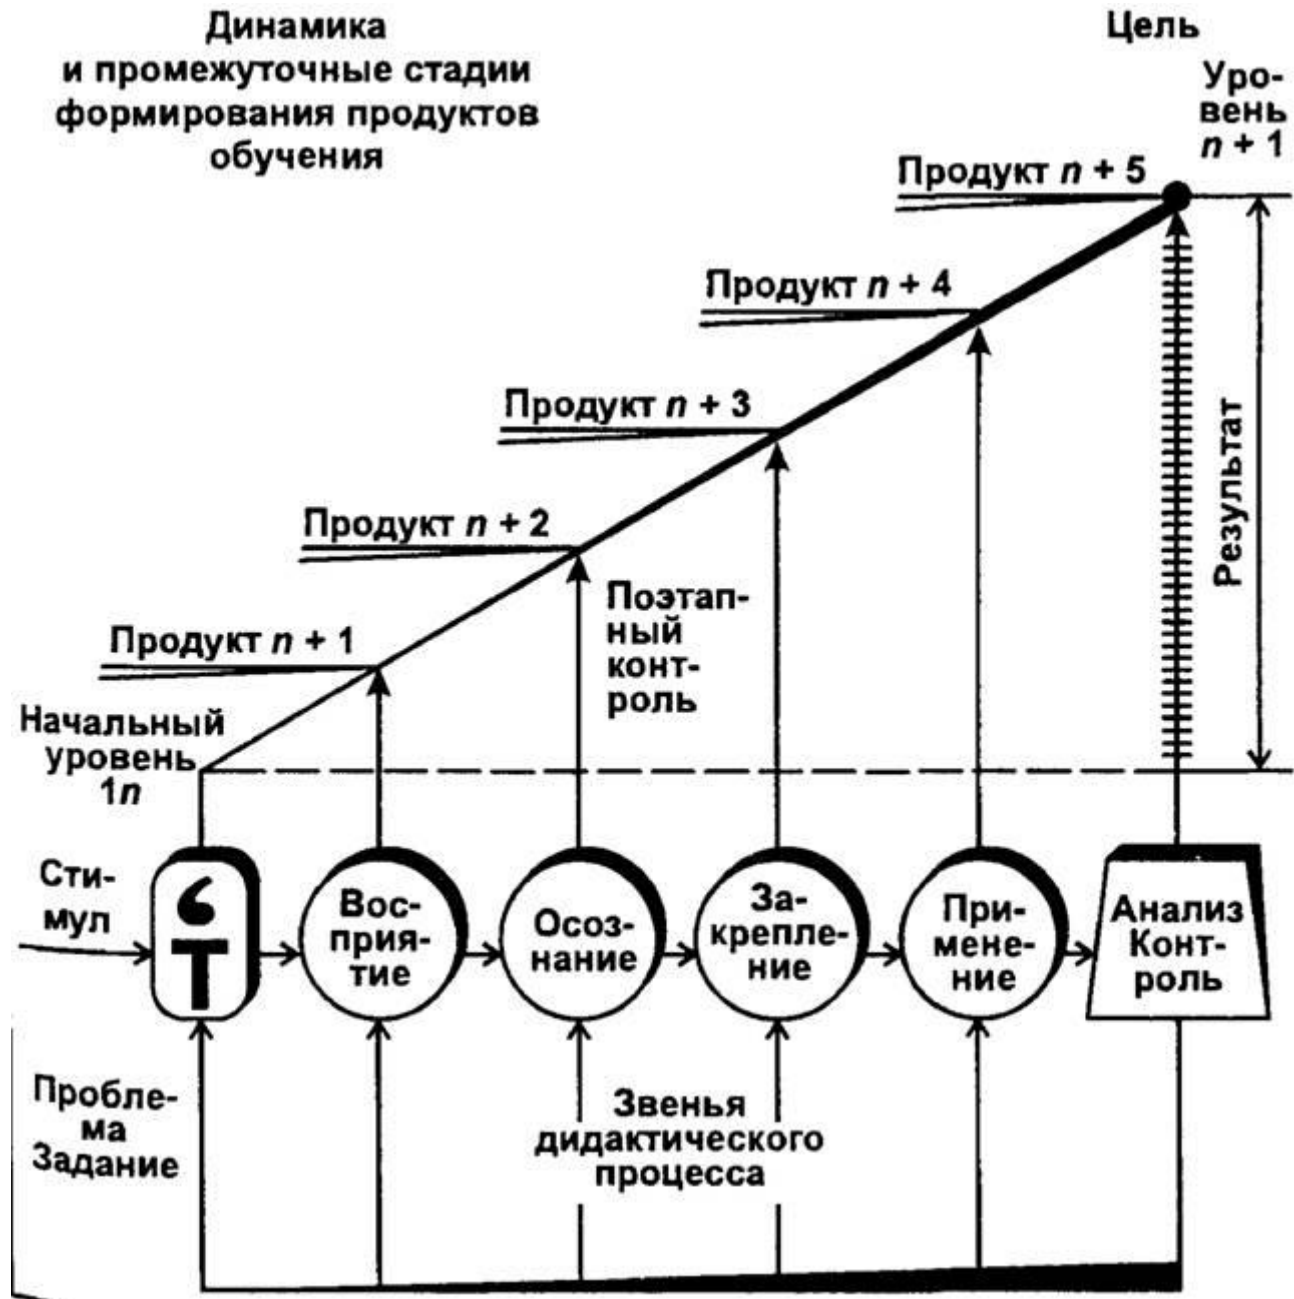 Динамика
и промежуточные стадии
формирования продуктов
обучения
Цель
Уро-
вень
n + 1
Продукт n + 5
Продукт n + 4
Продукт n + 3
Продукт n + 2
Продукт n + 1
Поэтап-
ный
конт-
роль
Результат
Начальный
уровень
1n
Сти-
мул
Т
Вос-
прия-
тие
Осоз-
нание
За-
крепле-
ние
При-
мене-
ние
Анализ
Конт-
роль
Пробле-
ма
Задание
Звенья
дидактического
процесса